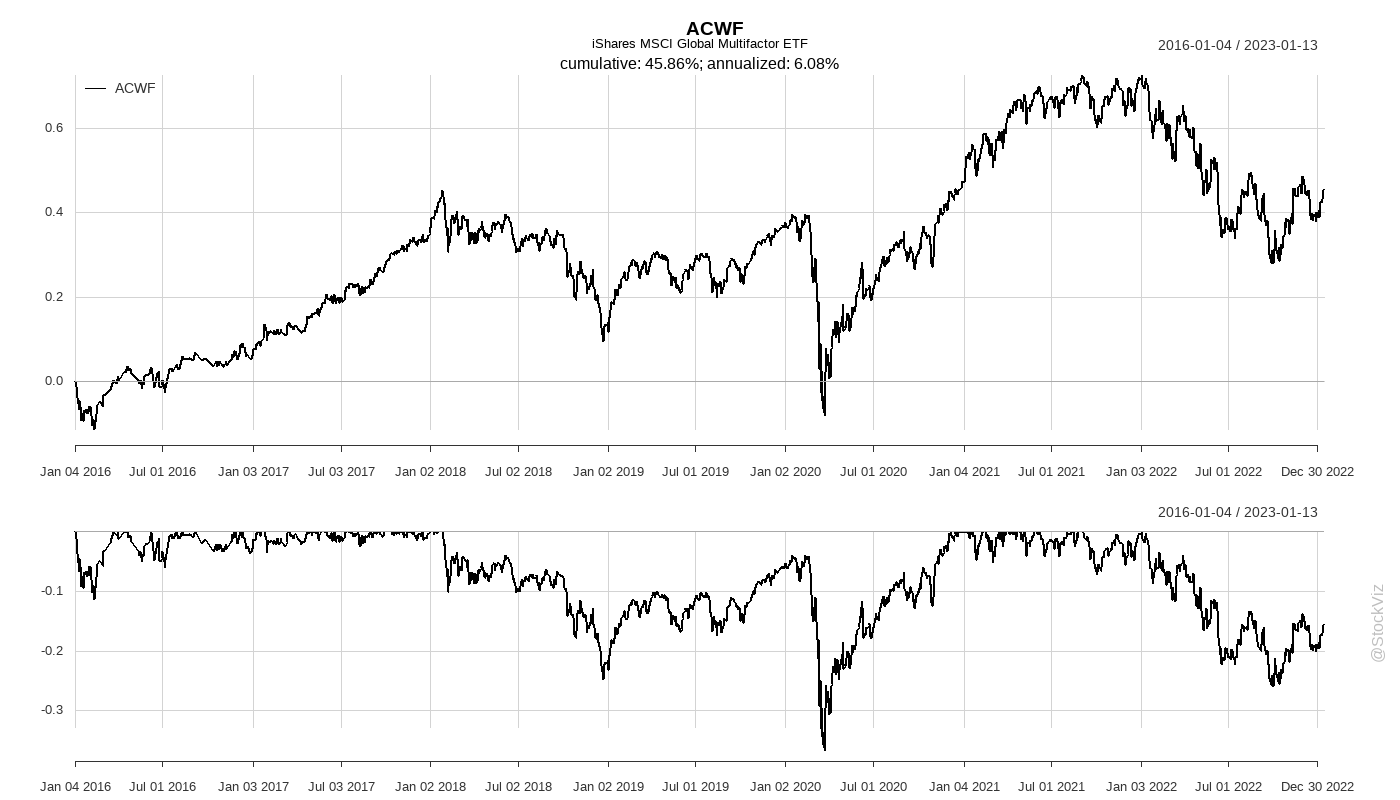 ACWF
iShares MSCI Global Multifactor ETF
cumulative: 45.86%; annualized: 6.08%
2016-01-04 / 2023-01-13
ACWF
0.6
0.4
0.2
0.0
Jan 04 2016 Jul 01 2016 Jan 03 2017 Jul 03 2017 Jan 02 2018 Jul 02 2018 Jan 02 2019 Jul 01 2019 Jan 02 2020 Jul 01 2020 Jan 04 2021 Jul 01 2021 Jan 03 2022 Jul 01 2022 Dec 30 2022
2016-01-04 / 2023-01-13
-0.1
-0.2
-0.3
Jan 04 2016 Jul 01 2016 Jan 03 2017 Jul 03 2017 Jan 02 2018 Jul 02 2018 Jan 02 2019 Jul 01 2019 Jan 02 2020 Jul 01 2020 Jan 04 2021 Jul 01 2021 Jan 03 2022 Jul 01 2022 Dec 30 2022
@StockViz